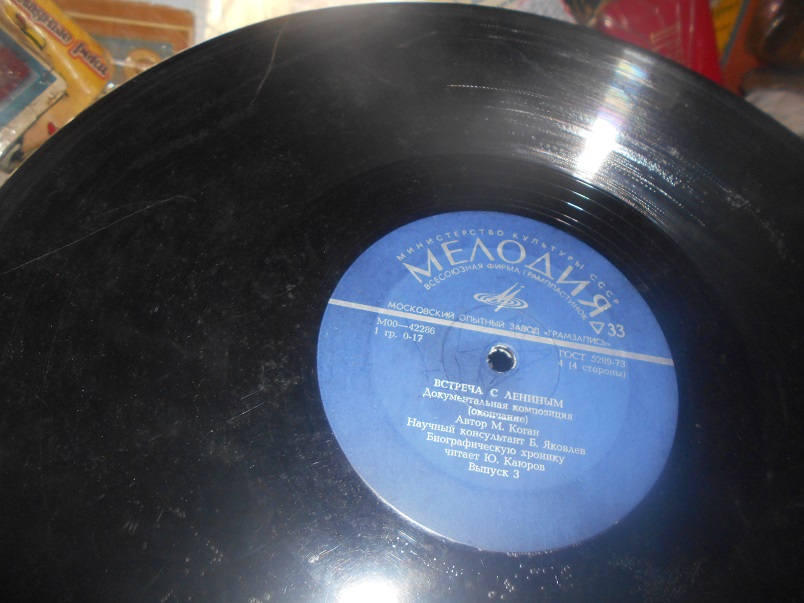 МИНИСТЕРСТВО КУЛЬТУРЫ СССР
МЕЛОДИЯ
ВСЕСОЮЗНАЯ ФИРМА ГРАМПЛАСТИНОК
33
МОСКОВСКИЙ ОПЫТНЫЙ ЗАВОД «ГРАМЗАПИСЬ»
М00—42286
1 гр. 0-17
ГОСТ 5289-73
4 (4 стороны)
ВСТРЕЧА С ЛЕНИНЫМ
Документальная композиция
(окончание)
Автор М. Коган
Научный консультант Б. Яковлев
Биографическую хронику
читает Ю. Каюров
Выпуск 3